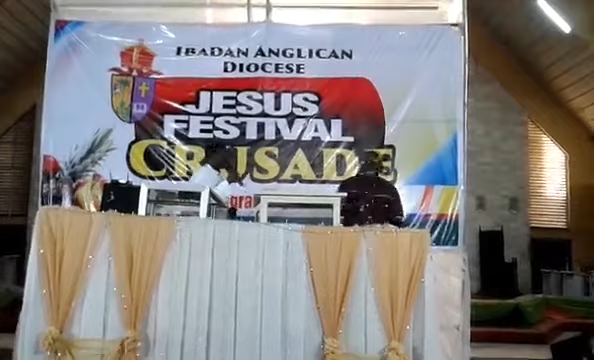 IBADAN ANGLICAN
DIOCESE
JESUS
FESTIVAL
CRUSADE